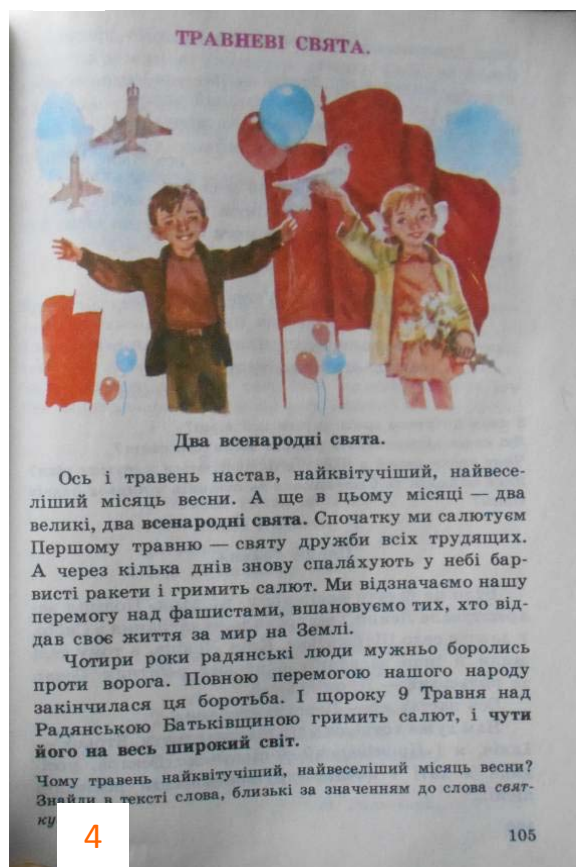 ТРАВНЕВІ СВЯТА.
Два всенародні свята.
Ось і травень настав, найквітучіший, найвесе-
ліший місяць весни. А ще в цьому місяці — два
великі, два всенародні свята. Спочатку ми салютуєм
Першому травню — святу дружби всіх трудящих.
А через кілька днів знову спала́хують у небі бар-
висті ракети і гримить салют. Ми відзначаємо нашу
перемогу над фашистами, вшановуємо тих, хто від-
дав своє життя за мир на Землі.
Чотири роки радянські люди мужньо боролись
проти ворога. Повною перемогою нашого народу
закінчилася ця боротьба. І щороку 9 Травня над
Радянською Батьківщиною гримить салют, і чути
його на весь широкий світ.
Чому травень найквітучіший, найвеселіший місяць весни?
Знайди в тексті слова, близькі за значенням до слова свят-
ку
4
105